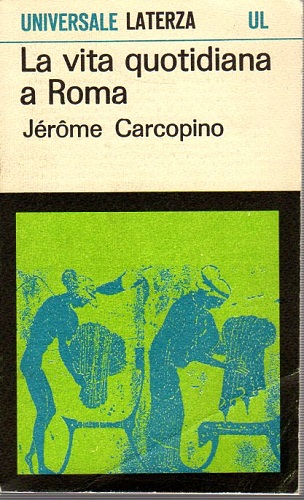 UNIVERSALE LATERZA UL
La vita quotidiana
a Roma
Jérôme Carcopino